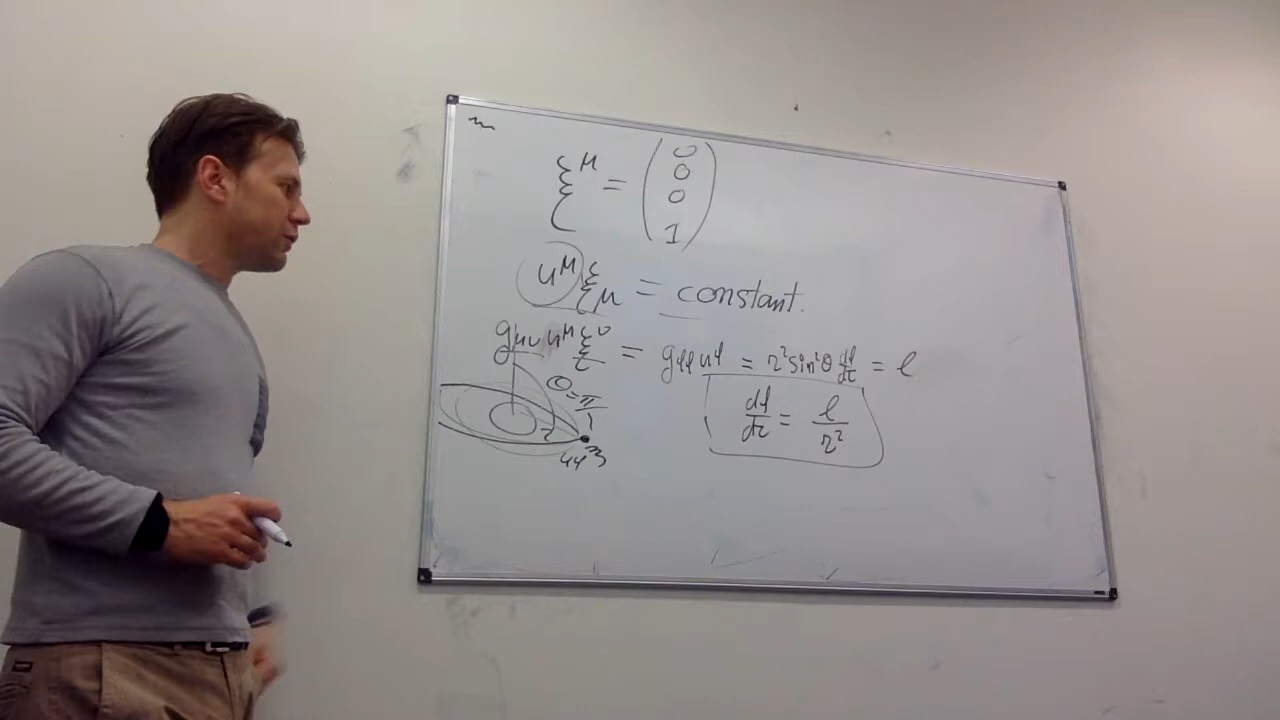 ξ^μ = (0 0 0 1)
u^μ ξ_μ = constant.
g_μν u^μ ξ^ν = g_φφ u^φ = r² sin²θ dφ/dτ = l
θ = π/2
dφ/dτ = l/r²